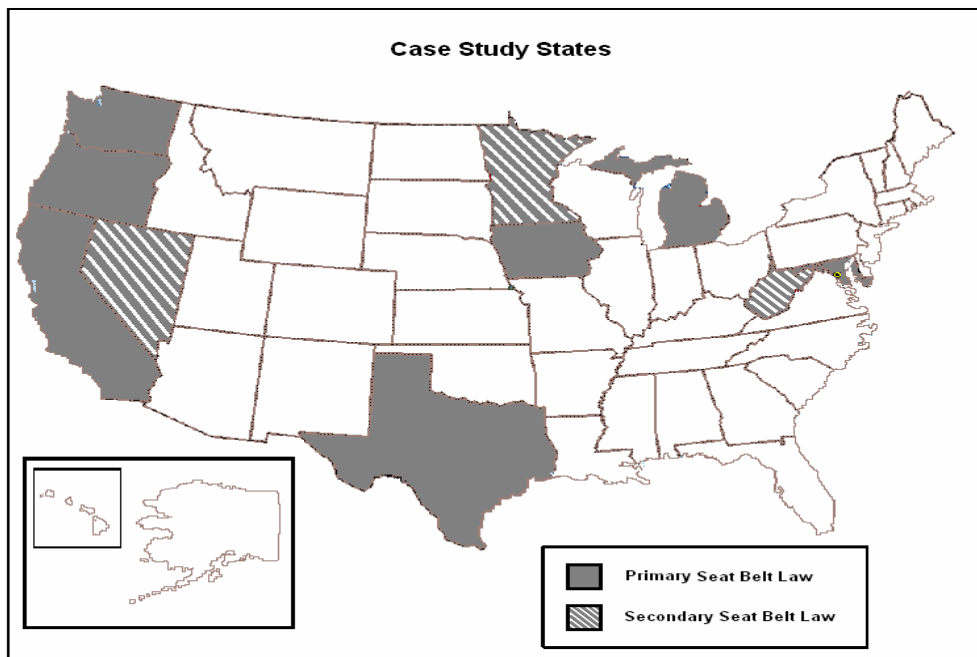 Case Study States
Primary Seat Belt Law
Secondary Seat Belt Law